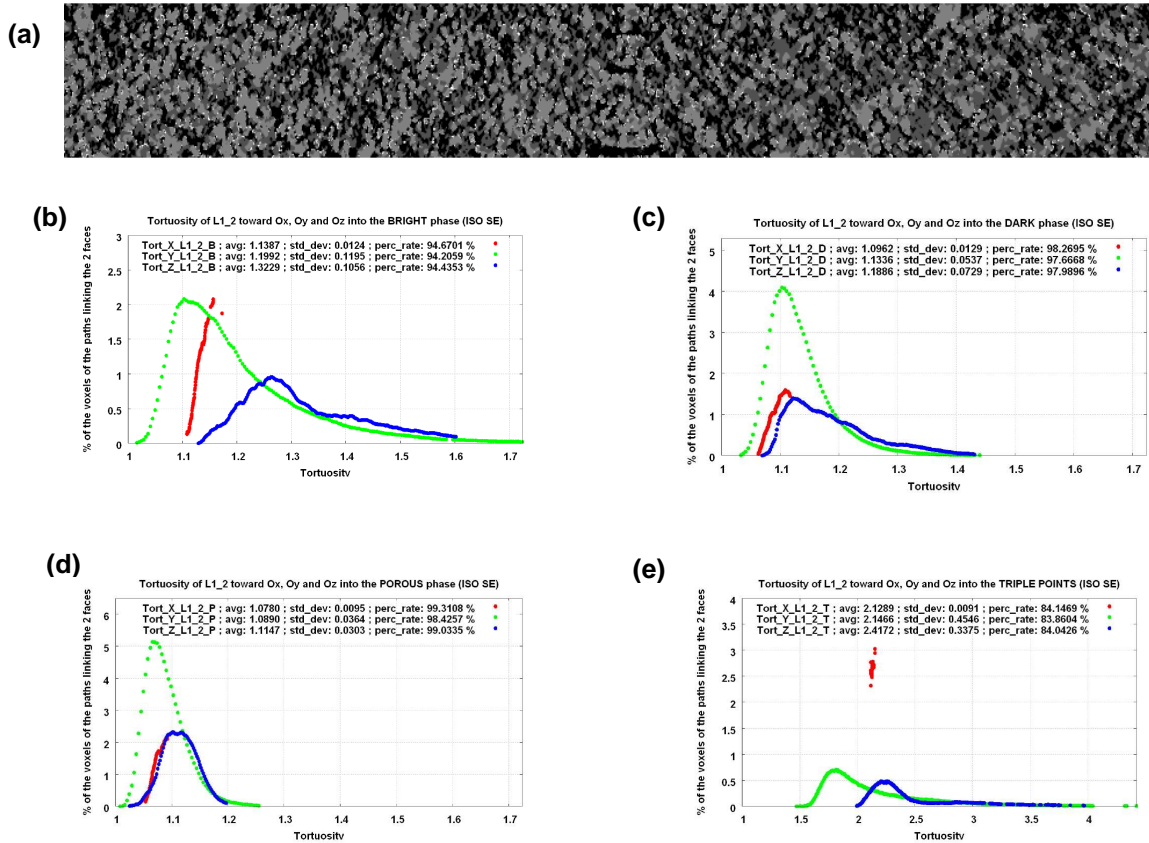 (a)
(b)
Tortuosity of L1_2 toward Ox, Oy and Oz into the BRIGHT phase (ISO SE)
% of the voxels of the paths linking the 2 faces
3
2.5
2
1.5
1
0.5
0
Tort_X_L1_2_B ; avg: 1.1387 ; std_dev: 0.0124 ; perc_rate: 94.6701 %
Tort_Y_L1_2_B ; avg: 1.1992 ; std_dev: 0.1195 ; perc_rate: 94.2059 %
Tort_Z_L1_2_B ; avg: 1.3229 ; std_dev: 0.1056 ; perc_rate: 94.4353 %
1 1.1 1.2 1.3 1.4 1.5 1.6 1.7
Tortuosity
(c)
Tortuosity of L1_2 toward Ox, Oy and Oz into the DARK phase (ISO SE)
% of the voxels of the paths linking the 2 faces
5
4
3
2
1
0
Tort_X_L1_2_D ; avg: 1.0962 ; std_dev: 0.0129 ; perc_rate: 98.2695 %
Tort_Y_L1_2_D ; avg: 1.1336 ; std_dev: 0.0537 ; perc_rate: 97.6668 %
Tort_Z_L1_2_D ; avg: 1.1886 ; std_dev: 0.0729 ; perc_rate: 97.9896 %
1 1.1 1.2 1.3 1.4 1.5 1.6 1.7
Tortuosity
(d)
Tortuosity of L1_2 toward Ox, Oy and Oz into the POROUS phase (ISO SE)
% of the voxels of the paths linking the 2 faces
6
5
4
3
2
1
0
Tort_X_L1_2_P ; avg: 1.0780 ; std_dev: 0.0095 ; perc_rate: 99.3108 %
Tort_Y_L1_2_P ; avg: 1.0890 ; std_dev: 0.0364 ; perc_rate: 98.4257 %
Tort_Z_L1_2_P ; avg: 1.1147 ; std_dev: 0.0303 ; perc_rate: 99.0335 %
1 1.1 1.2 1.3 1.4 1.5 1.6 1.7
Tortuosity
(e)
Tortuosity of L1_2 toward Ox, Oy and Oz into the TRIPLE POINTS (ISO SE)
% of the voxels of the paths linking the 2 faces
4
3.5
3
2.5
2
1.5
1
0.5
0
Tort_X_L1_2_T ; avg: 2.1289 ; std_dev: 0.0091 ; perc_rate: 84.1469 %
Tort_Y_L1_2_T ; avg: 2.1466 ; std_dev: 0.4546 ; perc_rate: 83.8604 %
Tort_Z_L1_2_T ; avg: 2.4172 ; std_dev: 0.3375 ; perc_rate: 84.0426 %
1 1.5 2 2.5 3 3.5 4
Tortuosity